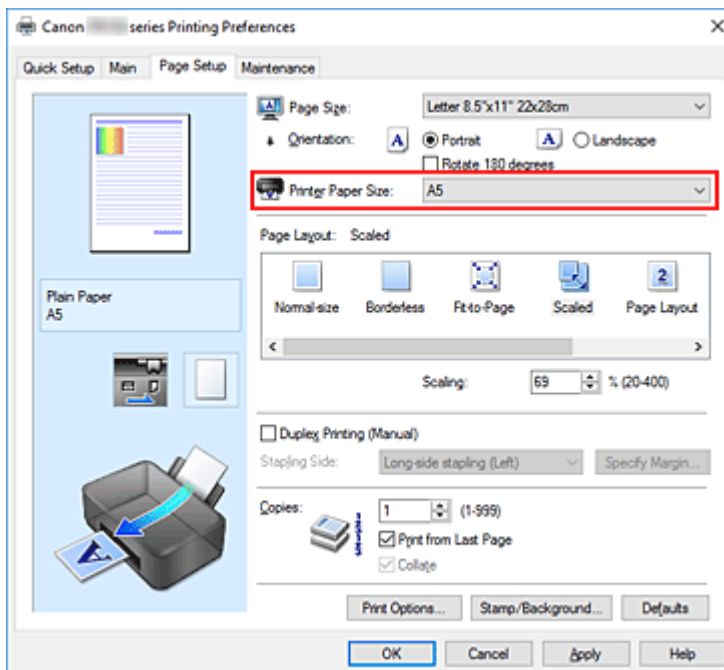 Canon series Printing Preferences
Quick Setup Main Page Setup Maintenance
Page Size: Letter 8.5"x11" 22x28cm
Orientation: A Portrait A Landscape
Rotate 180 degrees
Printer Paper Size: A5
Page Layout: Scaled
Normal-size Borderless Fit-to-Page Scaled Page Layout
Plain Paper
A5
Scaling: 69 % (20-400)
Duplex Printing (Manual)
Stapling Side: Long-side stapling (Left) Specify Margin...
Copies: 1 (1-999)
Print from Last Page
Collate
Print Options... Stamp/Background... Defaults
OK Cancel Apply Help